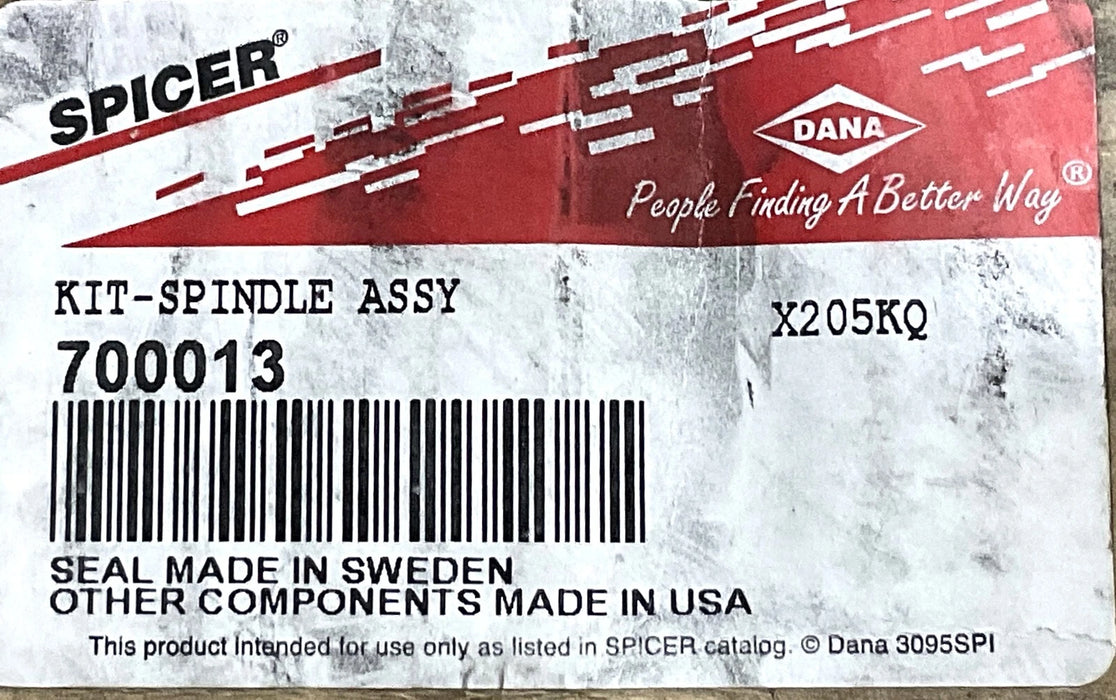 SPICER®
DANA
People Finding A Better Way®
KIT-SPINDLE ASSY
X205KQ
700013
SEAL MADE IN SWEDEN
OTHER COMPONENTS MADE IN USA
This product Intended for use only as listed in SPICER catalog. © Dana 3095SPI